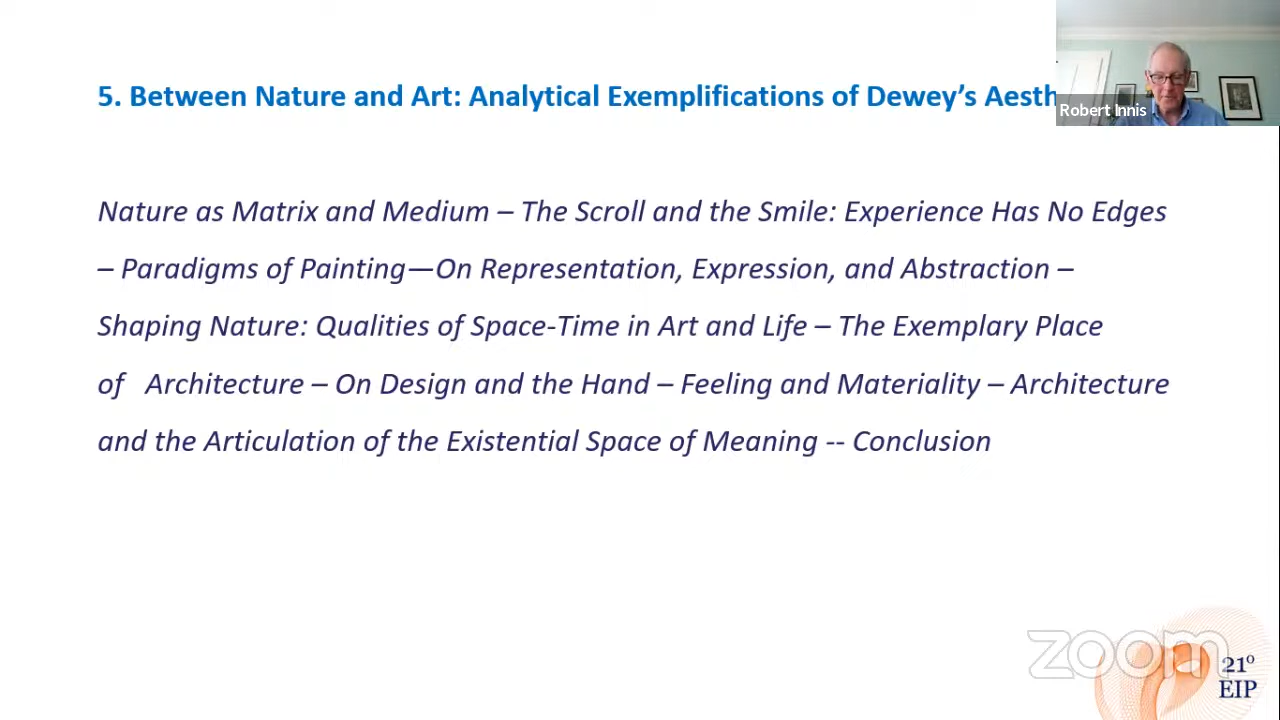 5. Between Nature and Art: Analytical Exemplifications of Dewey’s
Robert Innis
Nature as Matrix and Medium – The Scroll and the Smile: Experience Has No Edges
– Paradigms of Painting—On Representation, Expression, and Abstraction –
Shaping Nature: Qualities of Space-Time in Art and Life – The Exemplary Place
of Architecture – On Design and the Hand – Feeling and Materiality – Architecture
and the Articulation of the Existential Space of Meaning -- Conclusion
zoom
21º
EIP